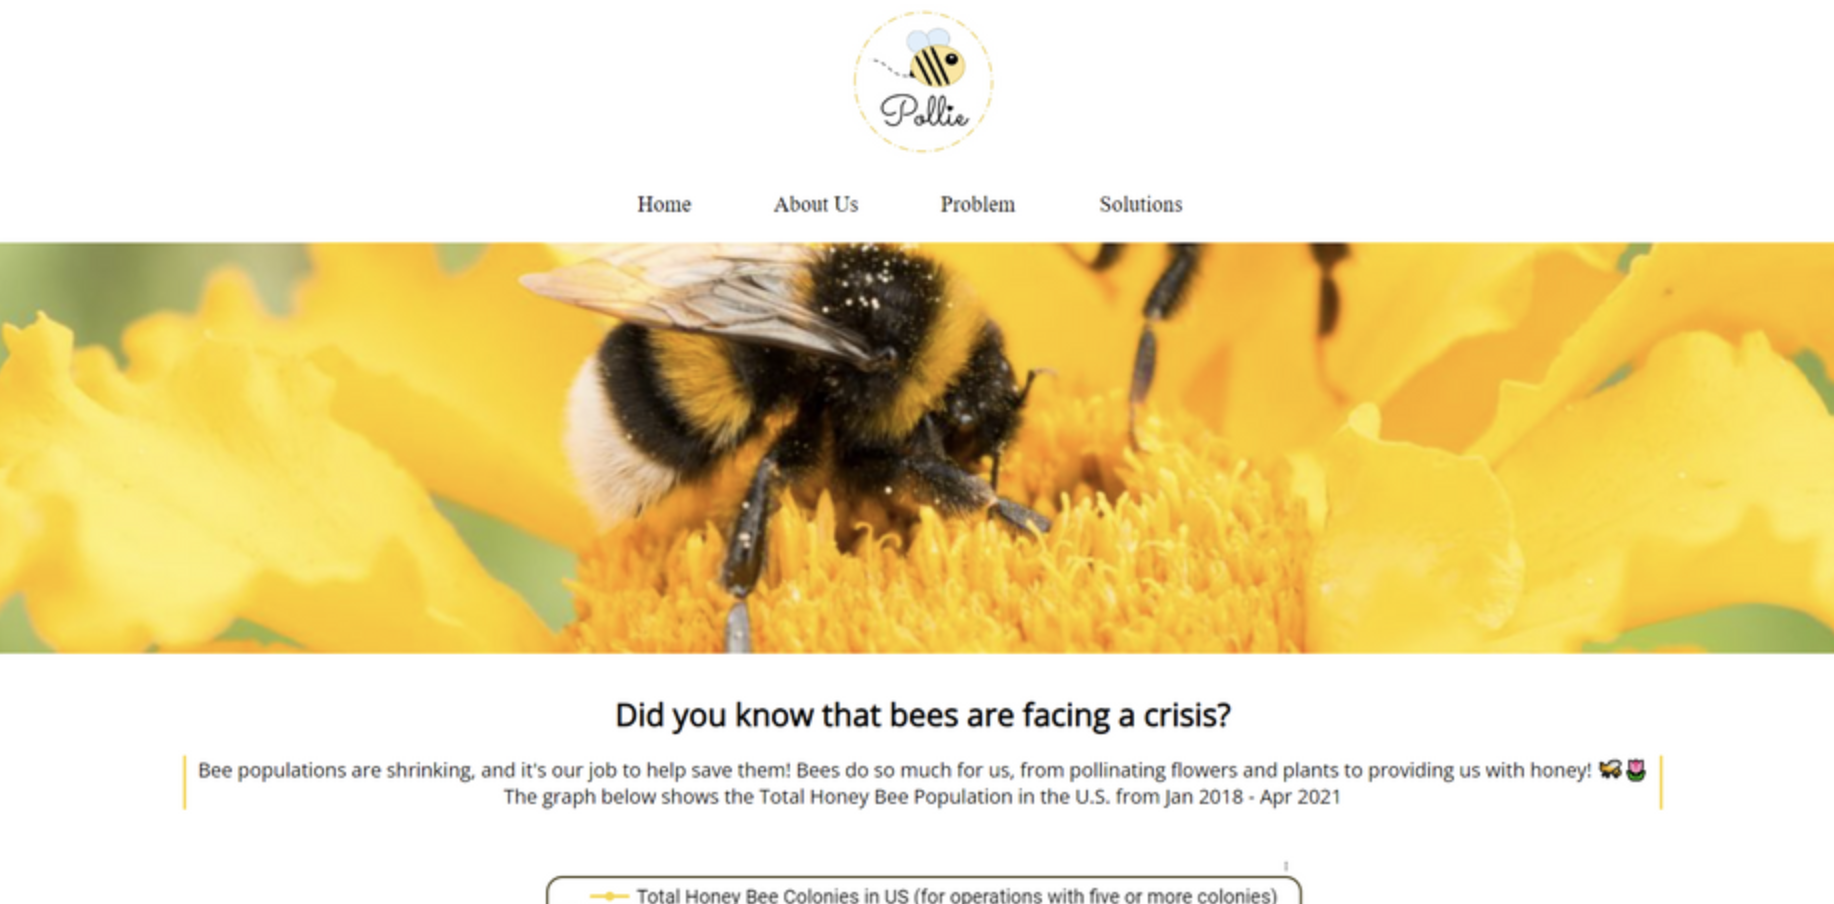 Pollie
Home About Us Problem Solutions
Did you know that bees are facing a crisis?
Bee populations are shrinking, and it's our job to help save them! Bees do so much for us, from pollinating flowers and plants to providing us with honey! 🐝🌷
The graph below shows the Total Honey Bee Population in the U.S. from Jan 2018 - Apr 2021
Total Honey Bee Colonies in US (for operations with five or more colonies)